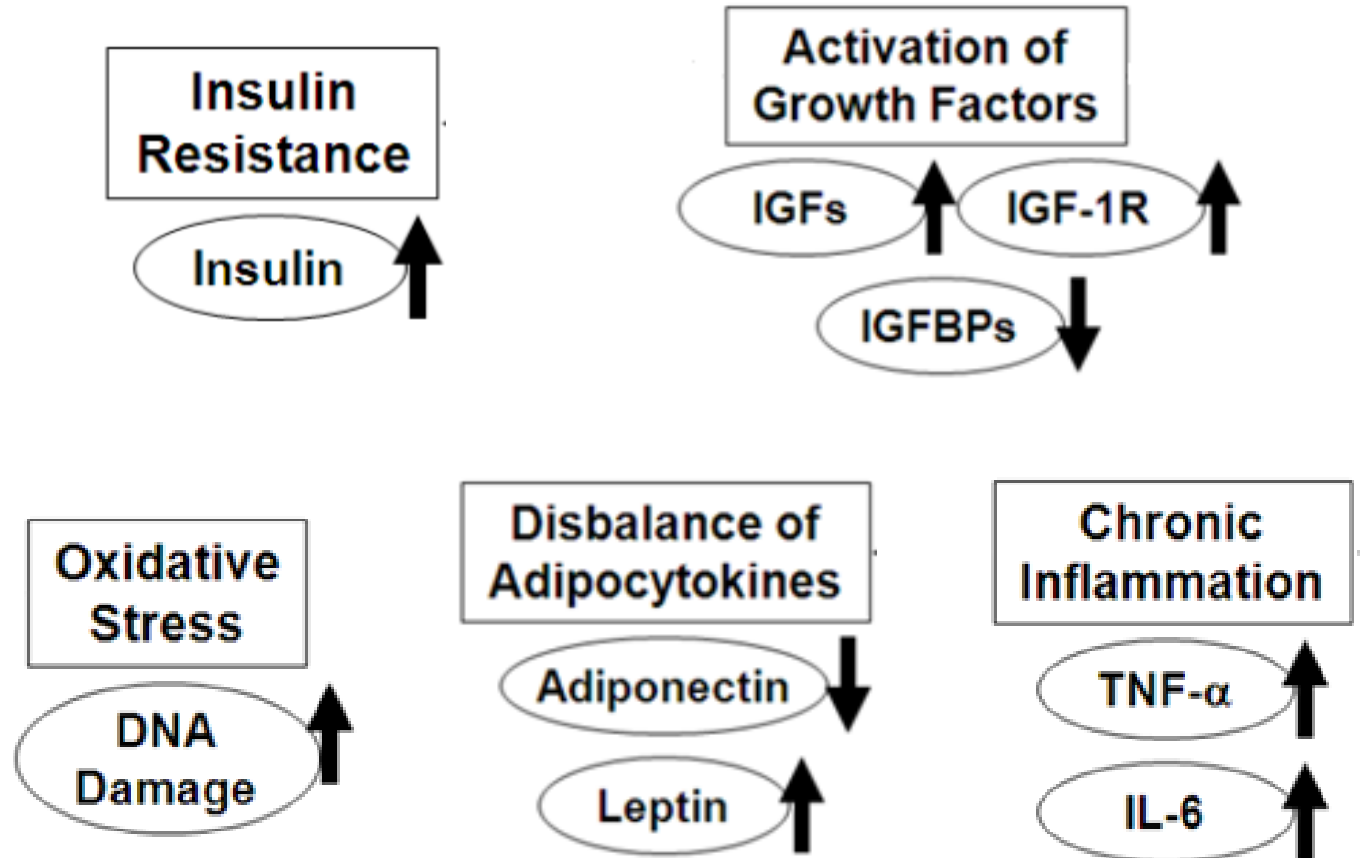 Insulin
Resistance
Insulin
Activation of
Growth Factors
IGFs
IGF-1R
IGFBPs
Oxidative
Stress
DNA
Damage
Disbalance of
Adipocytokines
Adiponectin
Leptin
Chronic
Inflammation
TNF-α
IL-6